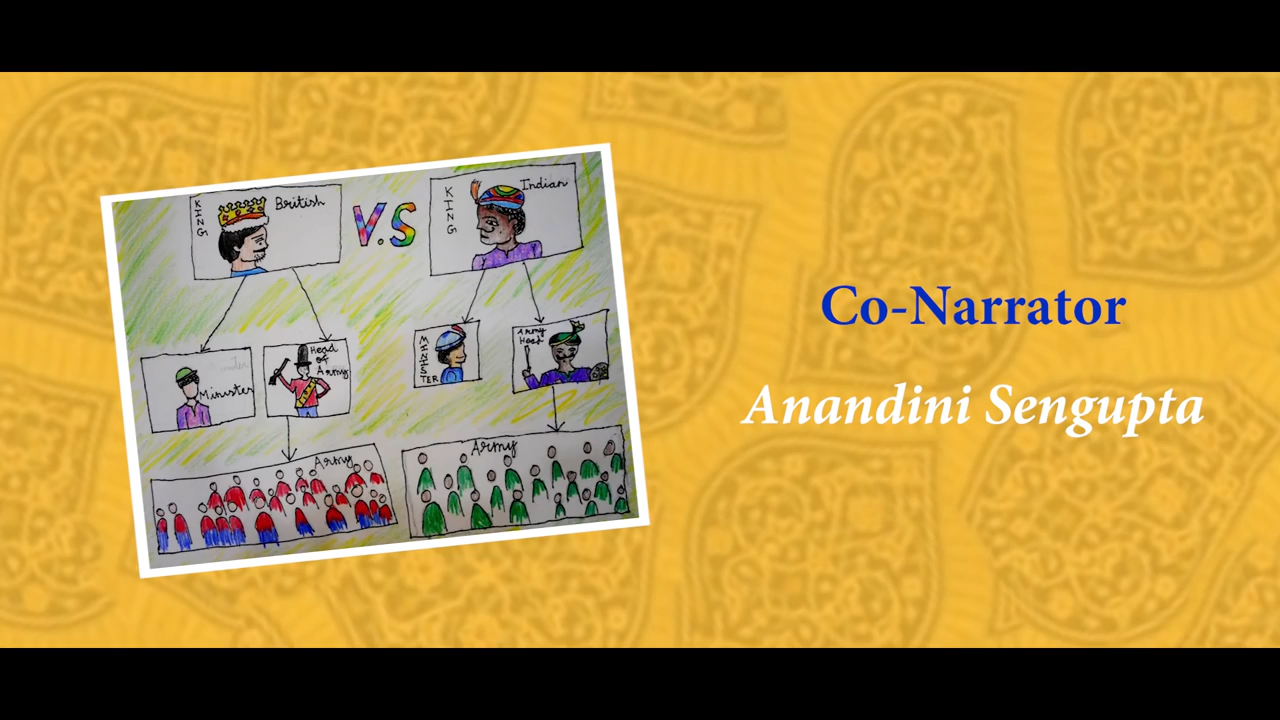 KING
British
V.S
KING
Indian
Minister
Head
of
Army
MINISTER
Army
Head
Army
Army
Co-Narrator
Anandini Sengupta